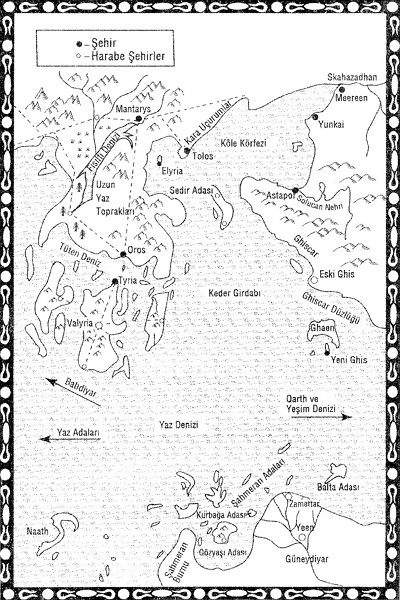 – Şehir
– Harabe Şehirler
Skahazadhan
Meereen
Mantarys
Kara Uçurumlar
Yunkai
Köle Körfezi
Tolos
Elyria
Uzun
Yaz
Toprakları
Sedir Adası
Astapor
Solucan Nehri
Ghiscar
Oros
Tüten Deniz
Tyria
Eski Ghis
Keder Girdabı
Ghiscar Düzlüğü
Valyria
Ghaen
Yeni Ghis
Batıdiyar
Qarth ve
Yeşim Denizi
Yaz Denizi
Yaz Adaları
Şahmeran Adaları
Balta Adası
Zamettar
Kurbağa Adası
Naath
Yeen
Gözyaşı Adası
Güneydiyar
Şahmeran
Burnu